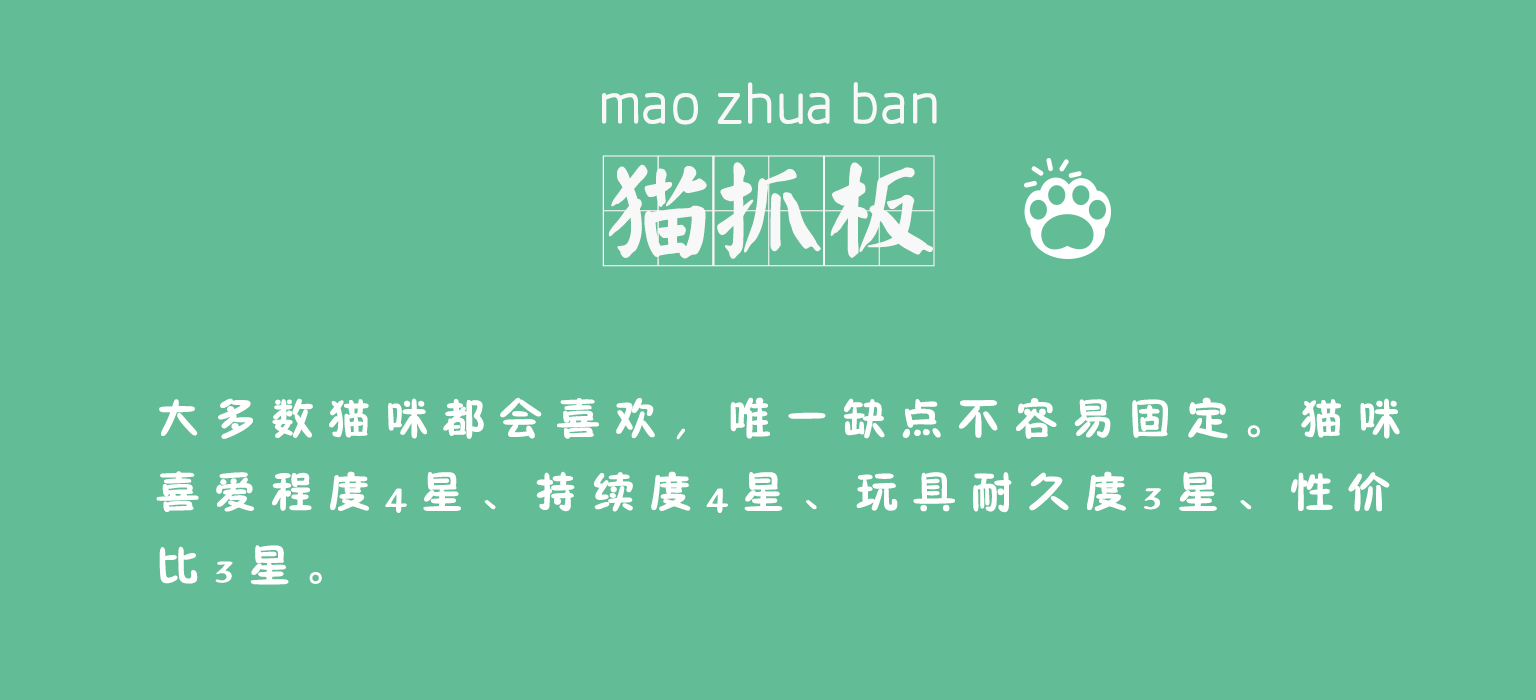 mao zhua ban
猫抓板
大多数猫咪都会喜欢，唯一缺点不容易固定。猫咪
喜爱程度4星、持续度4星、玩具耐久度3星、性价
比3星。